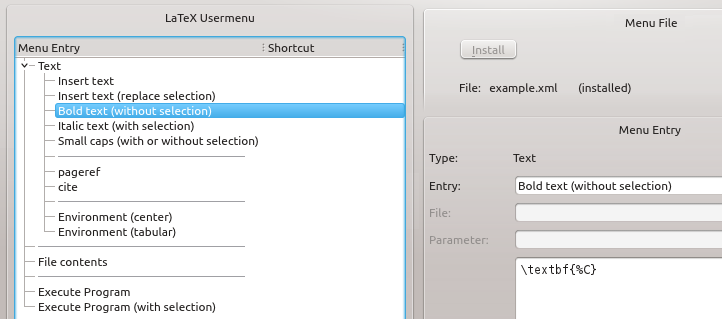 LaTeX Usermenu
Menu Entry Shortcut
Text
Insert text
Insert text (replace selection)
Bold text (without selection)
Italic text (with selection)
Small caps (with or without selection)
pageref
cite
Environment (center)
Environment (tabular)
File contents
Execute Program
Execute Program (with selection)
Menu File
Install
File: example.xml (installed)
Menu Entry
Type: Text
Entry: Bold text (without selection)
File:
Parameter:
\textbf{%C}